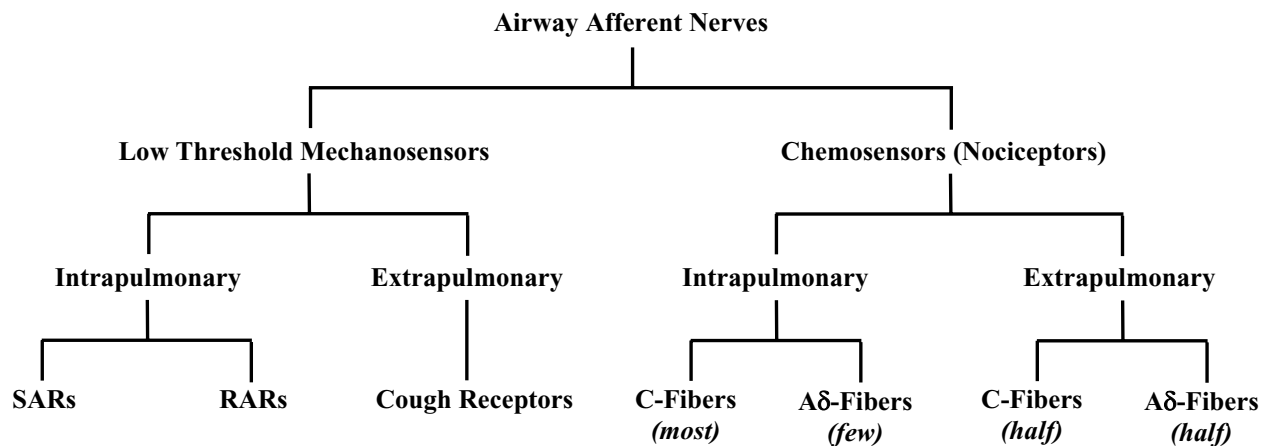 Airway Afferent Nerves
Low Threshold Mechanosensors
Chemosensors (Nociceptors)
Intrapulmonary
Extrapulmonary
Intrapulmonary
Extrapulmonary
SARs
RARs
Cough Receptors
C-Fibers
(most)
Aδ-Fibers
(few)
C-Fibers
(half)
Aδ-Fibers
(half)